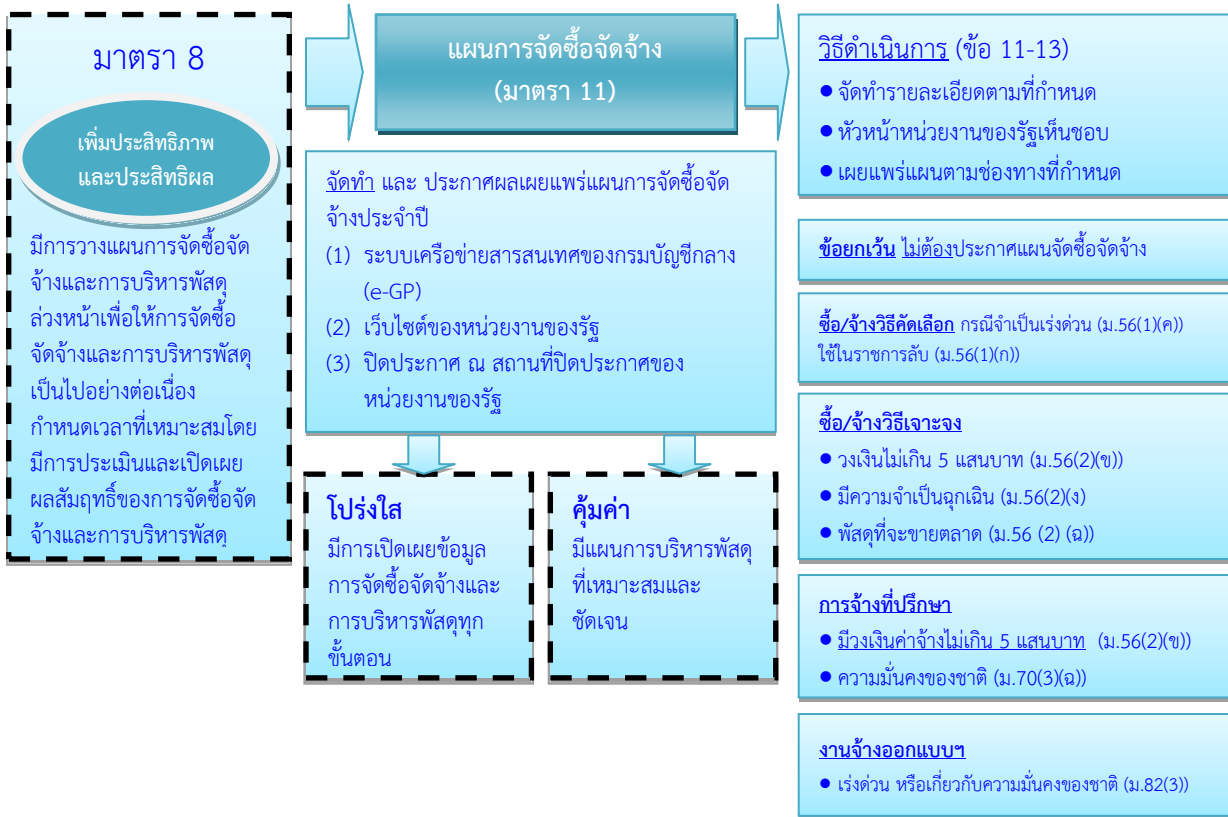 มาตรา 8
เพิ่มประสิทธิภาพ
และประสิทธิผล
มีการวางแผนการจัดซื้อจัด
จ้างและการบริหารพัสดุ
ล่วงหน้าเพื่อให้การจัดซื้อ
จัดจ้างและการบริหารพัสดุ
เป็นไปอย่างต่อเนื่อง
กำหนดเวลาที่เหมาะสมโดย
มีการประเมินและเปิดเผย
ผลสัมฤทธิ์ของการจัดซื้อจัด
จ้างและการบริหารพัสดุ
แผนการจัดซื้อจัดจ้าง
(มาตรา 11)
จัดทำ และ ประกาศผลเผยแพร่แผนการจัดซื้อจัด
จ้างประจำปี
(1) ระบบเครือข่ายสารสนเทศของกรมบัญชีกลาง
(e-GP)
(2) เว็บไซต์ของหน่วยงานของรัฐ
(3) ปิดประกาศ ณ สถานที่ปิดประกาศของ
หน่วยงานของรัฐ
โปร่งใส
มีการเปิดเผยข้อมูล
การจัดซื้อจัดจ้างและ
การบริหารพัสดุทุก
ขั้นตอน
คุ้มค่า
มีแผนการบริหารพัสดุ
ที่เหมาะสมและ
ชัดเจน
วิธีดำเนินการ (ข้อ 11-13)
● จัดทำรายละเอียดตามที่กำหนด
● หัวหน้าหน่วยงานของรัฐเห็นชอบ
● เผยแพร่แผนตามช่องทางที่กำหนด
ข้อยกเว้น ไม่ต้องประกาศแผนจัดซื้อจัดจ้าง
ซื้อ/จ้างวิธีคัดเลือก กรณีจำเป็นเร่งด่วน (ม.56(1)(ค))
ใช้ในราชการลับ (ม.56(1)(ก))
ซื้อ/จ้างวิธีเจาะจง
● วงเงินไม่เกิน 5 แสนบาท (ม.56(2)(ข))
● มีความจำเป็นฉุกเฉิน (ม.56(2)(ง)
● พัสดุที่จะขายตลาด (ม.56 (2) (ฉ))
การจ้างที่ปรึกษา
● มีวงเงินค่าจ้างไม่เกิน 5 แสนบาท (ม.56(2)(ข))
● ความมั่นคงของชาติ (ม.70(3)(ฉ))
งานจ้างออกแบบฯ
● เร่งด่วน หรือเกี่ยวกับความมั่นคงของชาติ (ม.82(3))